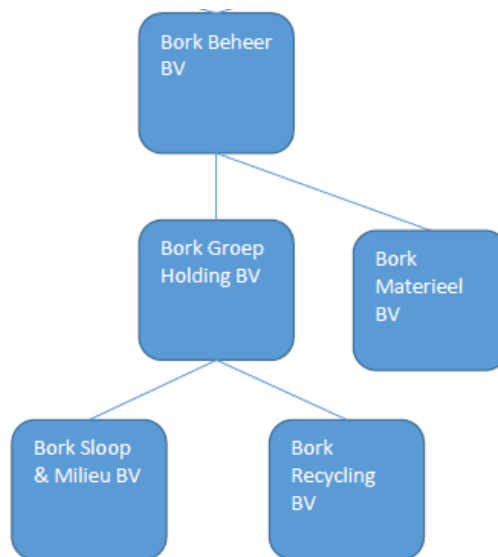 Bork Beheer
BV
Bork Groep
Holding BV
Bork
Materieel
BV
Bork Sloop
& Milieu BV
Bork
Recycling
BV